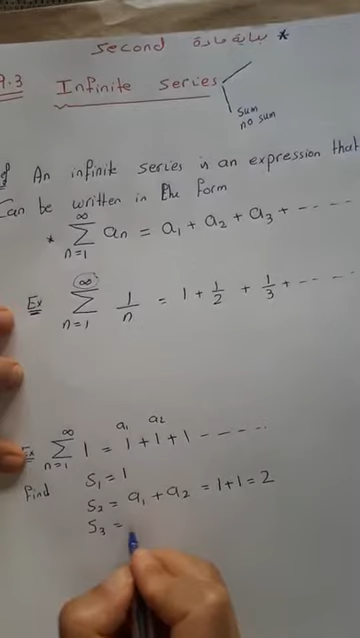 * بداية مادة second
9.3 Infinite series
sum
no sum
Def An infinite series is an expression that
can be written in the form
* ∞ ∑ n=1 an = a1 + a2 + a3 + ----
Ex ∞ ∑ n=1 1/n = 1 + 1/2 + 1/3 + --- ...
a1 a2
Ex ∞ ∑ n=1 1 = 1+1+1 -----.
Find S1 = 1
S2 = a1 + a2 = 1+1 = 2
S3 =